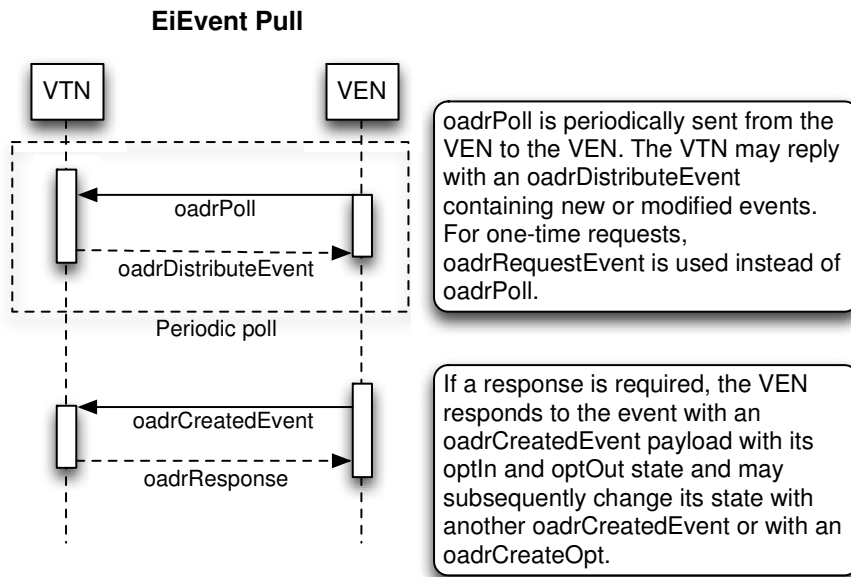 EiEvent Pull
VTN
VEN
oadrPoll
oadrDistributeEvent
Periodic poll
oadrCreatedEvent
oadrResponse
oadrPoll is periodically sent from the
VEN to the VEN. The VTN may reply
with an oadrDistributeEvent
containing new or modified events.
For one-time requests,
oadrRequestEvent is used instead of
oadrPoll.
If a response is required, the VEN
responds to the event with an
oadrCreatedEvent payload with its
optIn and optOut state and may
subsequently change its state with
another oadrCreatedEvent or with an
oadrCreateOpt.